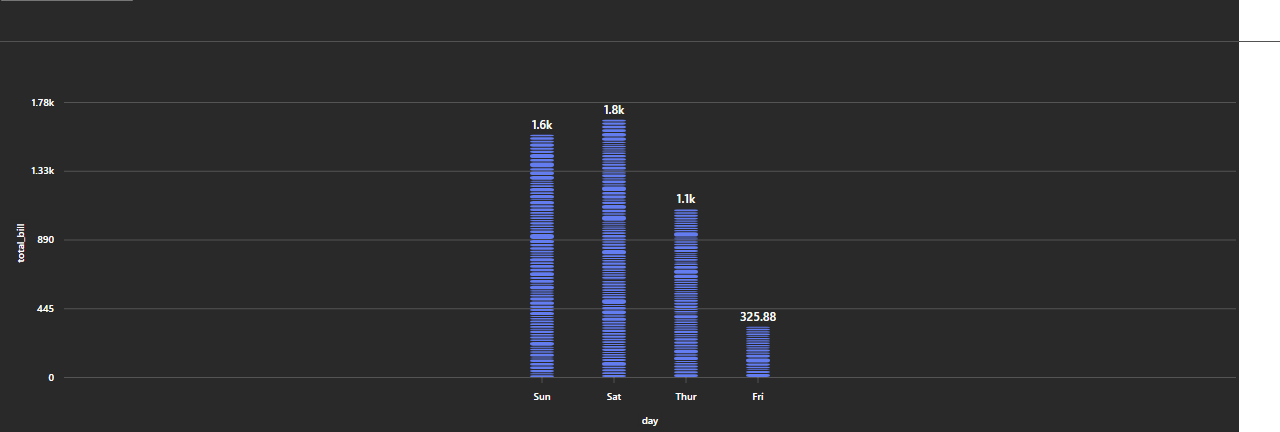 1.78k
1.8k
1.6k
1.33k
1.1k
total_bill
890
445
325.88
0
Sun Sat Thur Fri
day